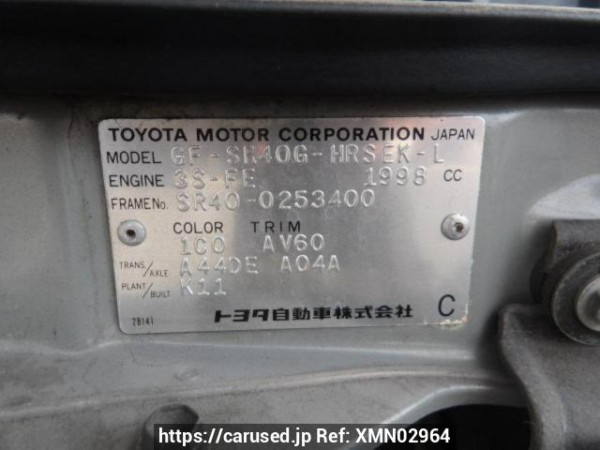 TOYOTA MOTOR CORPORATION JAPAN
MODEL GF-SR40G-HRSEK-L
ENGINE 3S-FE 1998 CC
FRAME No. SR40-0253400
COLOR TRIM
1C0 AV60
TRANS./AXLE A44DE A04A
PLANT/BUILT K11
78141 トヨタ自動車株式会社 C
https://carused.jp Ref: XMN02964